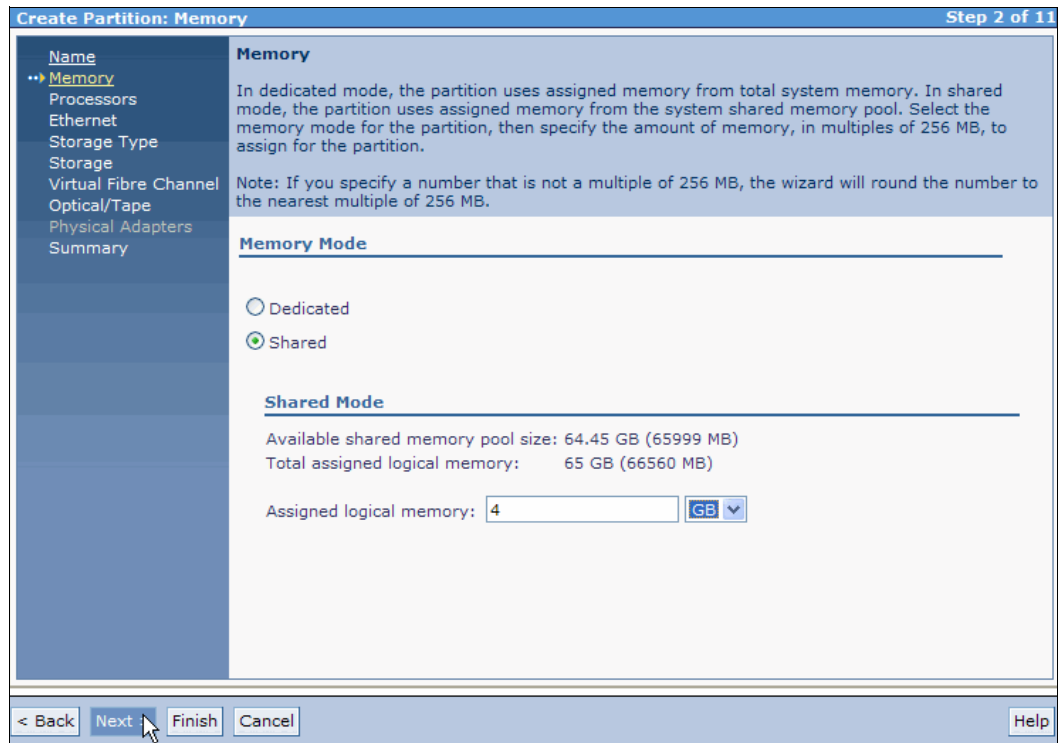 Create Partition: Memory
Step 2 of 11
Name
Memory
Processors
Ethernet
Storage Type
Storage
Virtual Fibre Channel
Optical/Tape
Physical Adapters
Summary
Memory
In dedicated mode, the partition uses assigned memory from total system memory. In shared
mode, the partition uses assigned memory from the system shared memory pool. Select the
memory mode for the partition, then specify the amount of memory, in multiples of 256 MB, to
assign for the partition.
Note: If you specify a number that is not a multiple of 256 MB, the wizard will round the number to
the nearest multiple of 256 MB.
Memory Mode
Dedicated
Shared
Shared Mode
Available shared memory pool size: 64.45 GB (65999 MB)
Total assigned logical memory: 65 GB (66560 MB)
Assigned logical memory: 4 GB
< Back Next > Finish Cancel Help